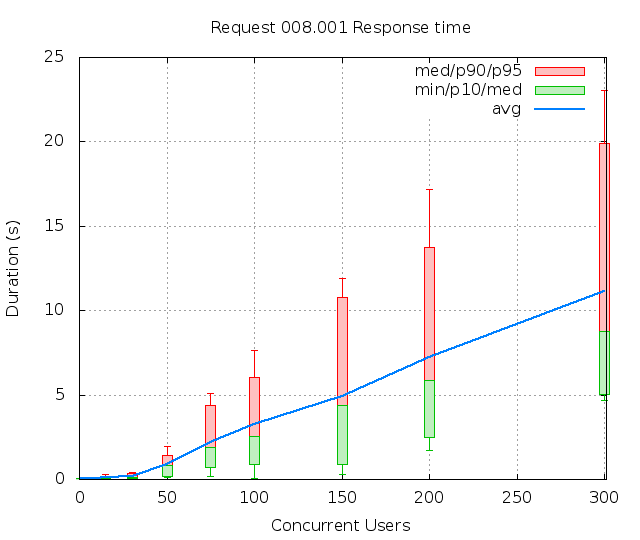 Request 008.001 Response time
25
20
15
10
5
0
Duration (s)
med/p90/p95
min/p10/med
avg
0 50 100 150 200 250 300
Concurrent Users